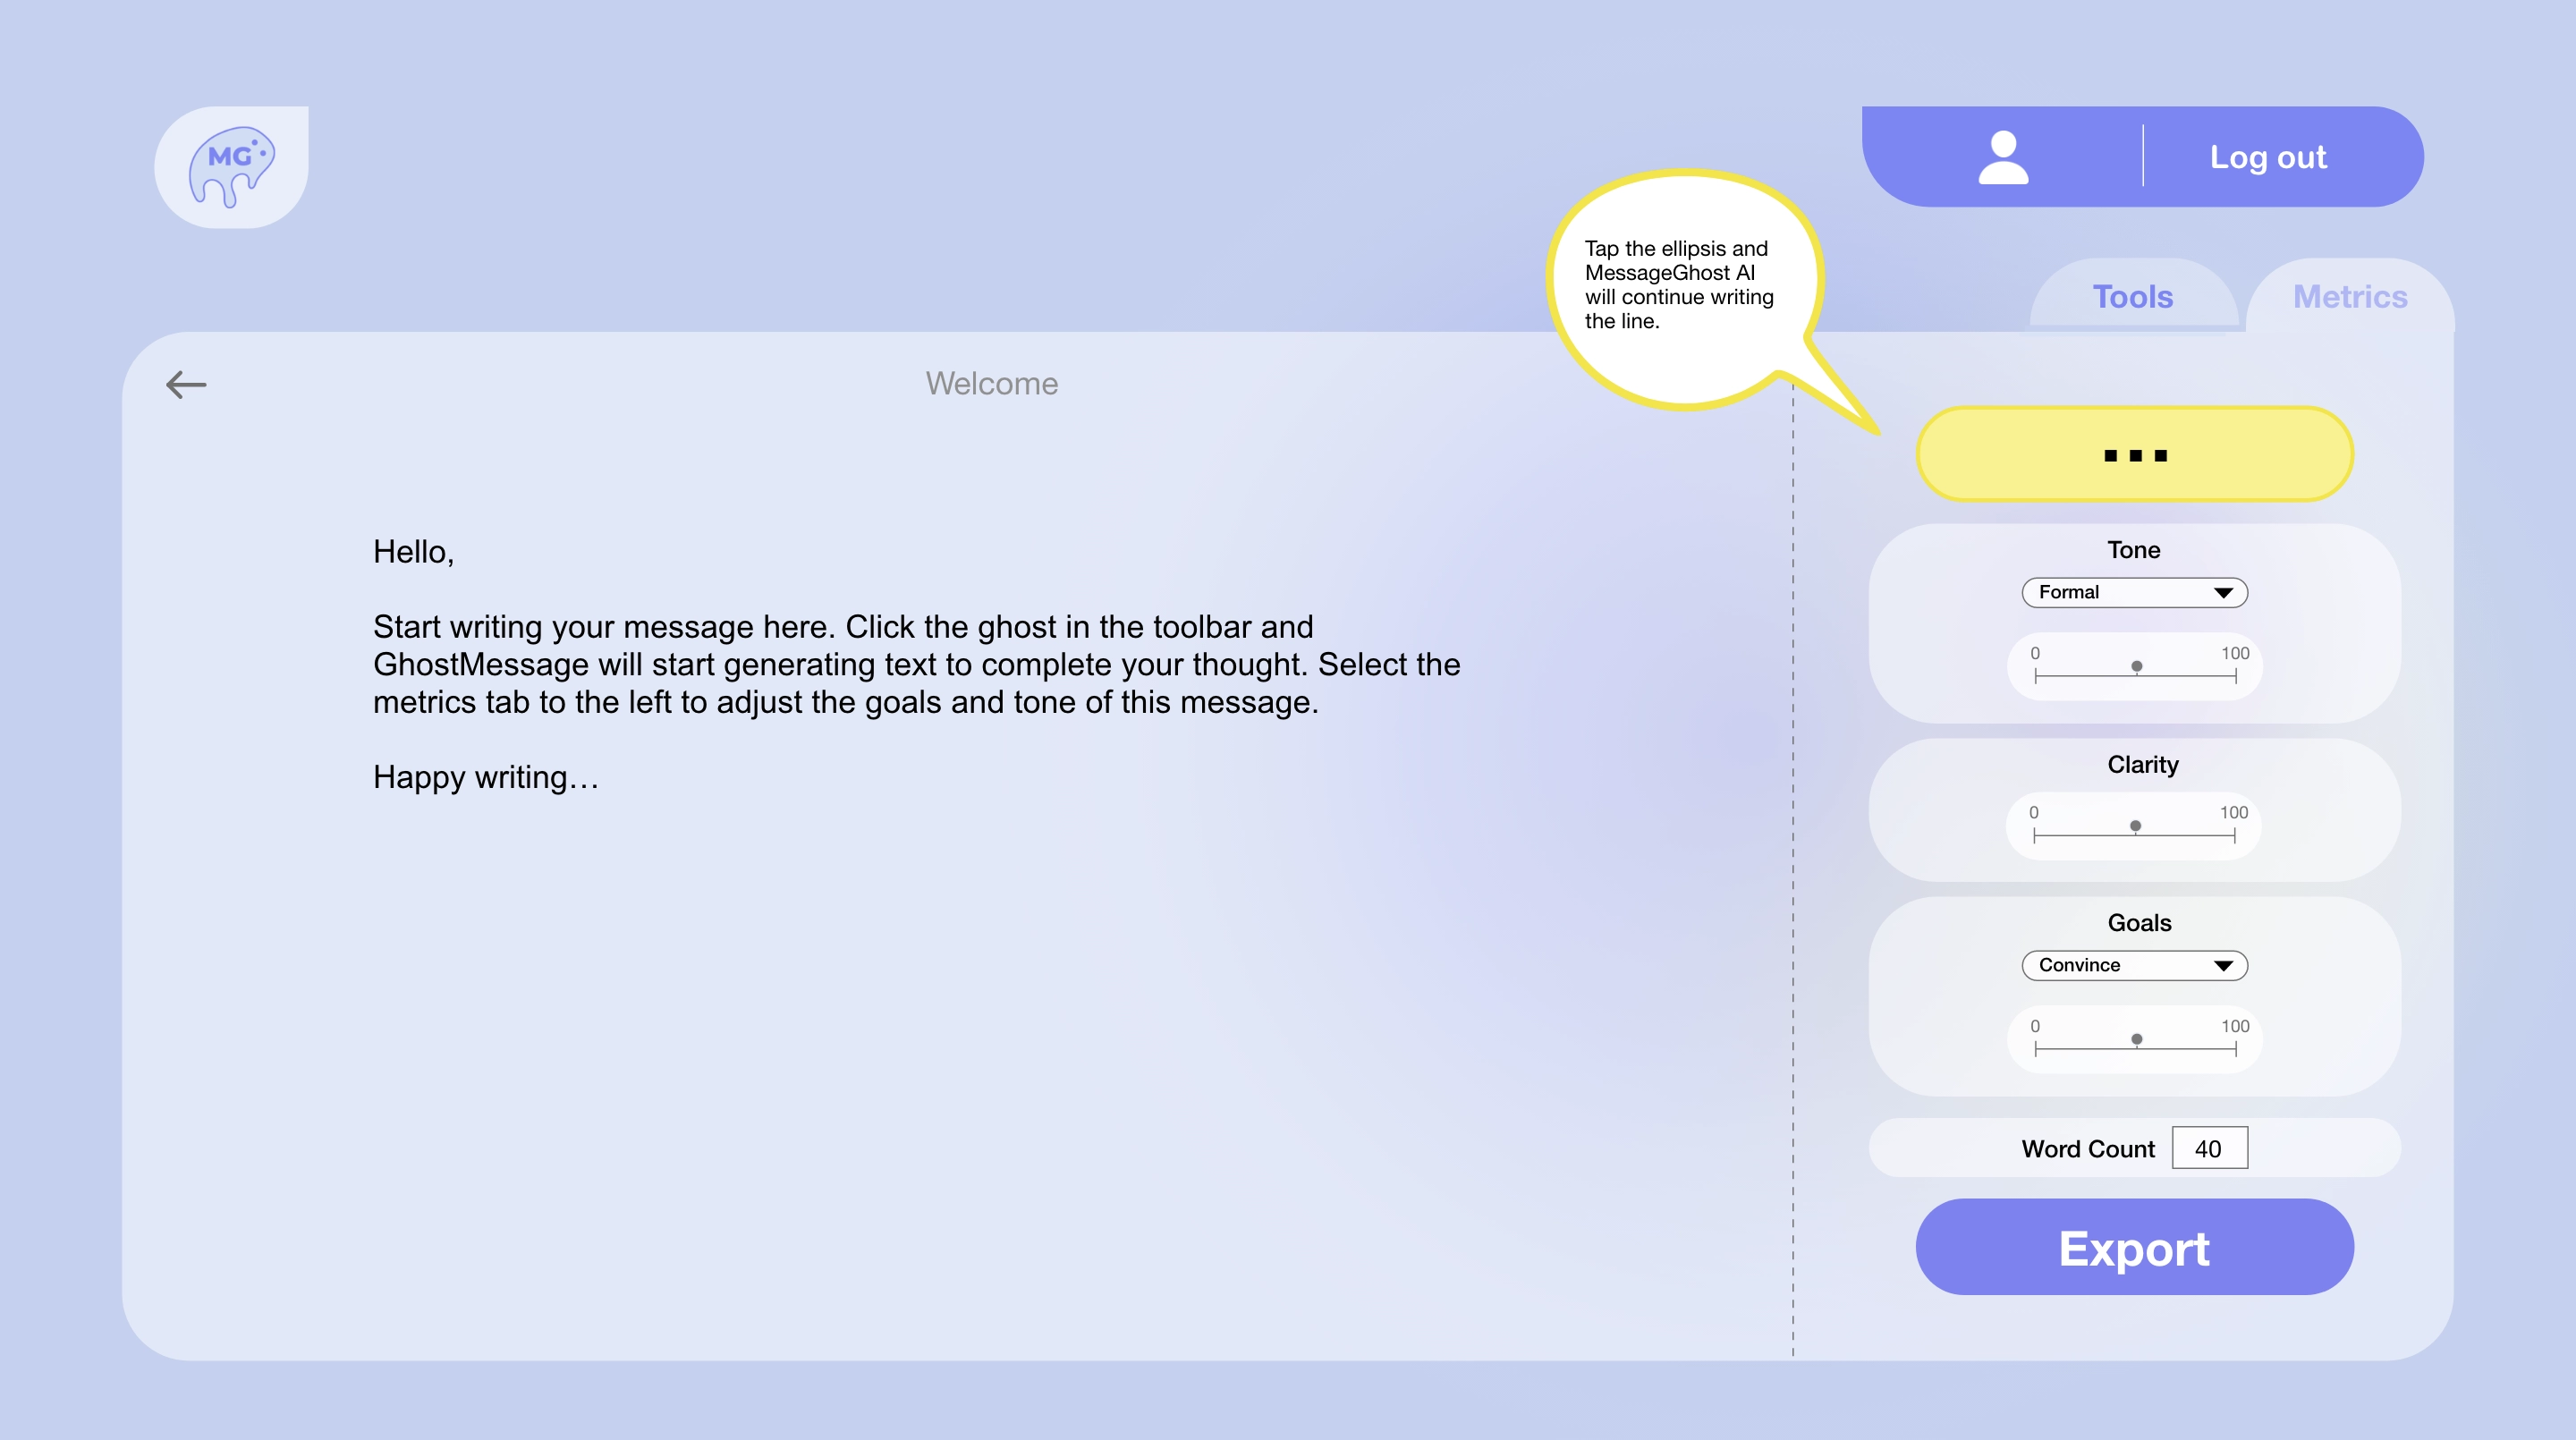 MG
Log out
Tap the ellipsis and
MessageGhost AI
will continue writing
the line.
Tools
Metrics
Welcome
...
Hello,
Start writing your message here. Click the ghost in the toolbar and
GhostMessage will start generating text to complete your thought. Select the
metrics tab to the left to adjust the goals and tone of this message.
Happy writing…
Tone
Formal
0 100
Clarity
0 100
Goals
Convince
0 100
Word Count 40
Export